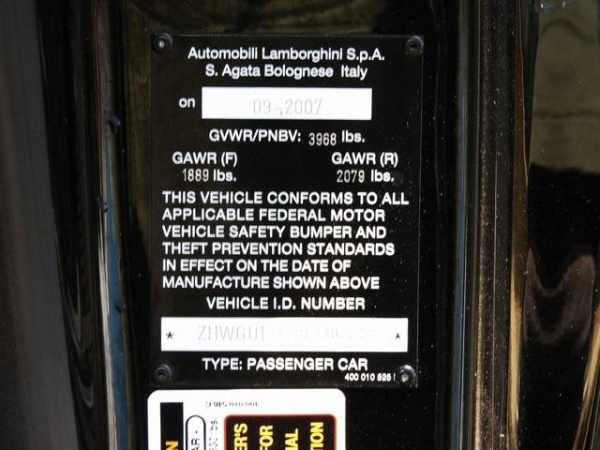 Automobili Lamborghini S.p.A.
S. Agata Bolognese Italy
on 09-2007
GVWR/PNBV: 3968 lbs.
GAWR (F) GAWR (R)
1889 lbs. 2079 lbs.
THIS VEHICLE CONFORMS TO ALL
APPLICABLE FEDERAL MOTOR
VEHICLE SAFETY BUMPER AND
THEFT PREVENTION STANDARDS
IN EFFECT ON THE DATE OF
MANUFACTURE SHOWN ABOVE
VEHICLE I.D. NUMBER
TYPE: PASSENGER CAR
400 010 525